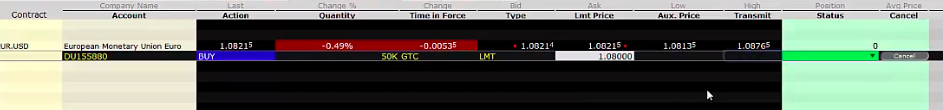 Company Name Last Change % Change Bid Ask Low High Position Avg Price
Contract Account Action Quantity Time in Force Type Lmt Price Aux. Price Transmit Status Cancel
UR.USD European Monetary Union Euro 1.0821⁵ -0.49% -0.0053⁵ 1.0821⁴ 1.0821⁵ 1.0813⁵ 1.0876⁵ 0
DU155880 BUY 50K GTC LMT 1.08000 Cancel